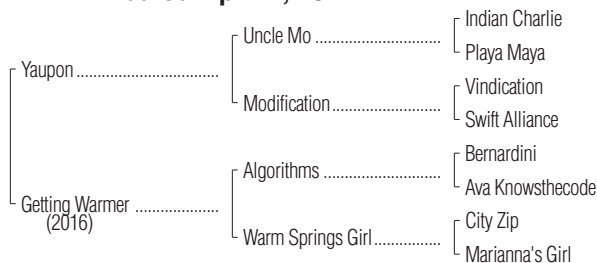 Indian Charlie
Uncle Mo ..............................
Playa Maya
Yaupon ..................................
Vindication
Modification..........................
Swift Alliance
Bernardini
Algorithms ............................
Ava Knowsthecode
Getting Warmer ....................
(2016)
City Zip
Warm Springs Girl................
Marianna's Girl